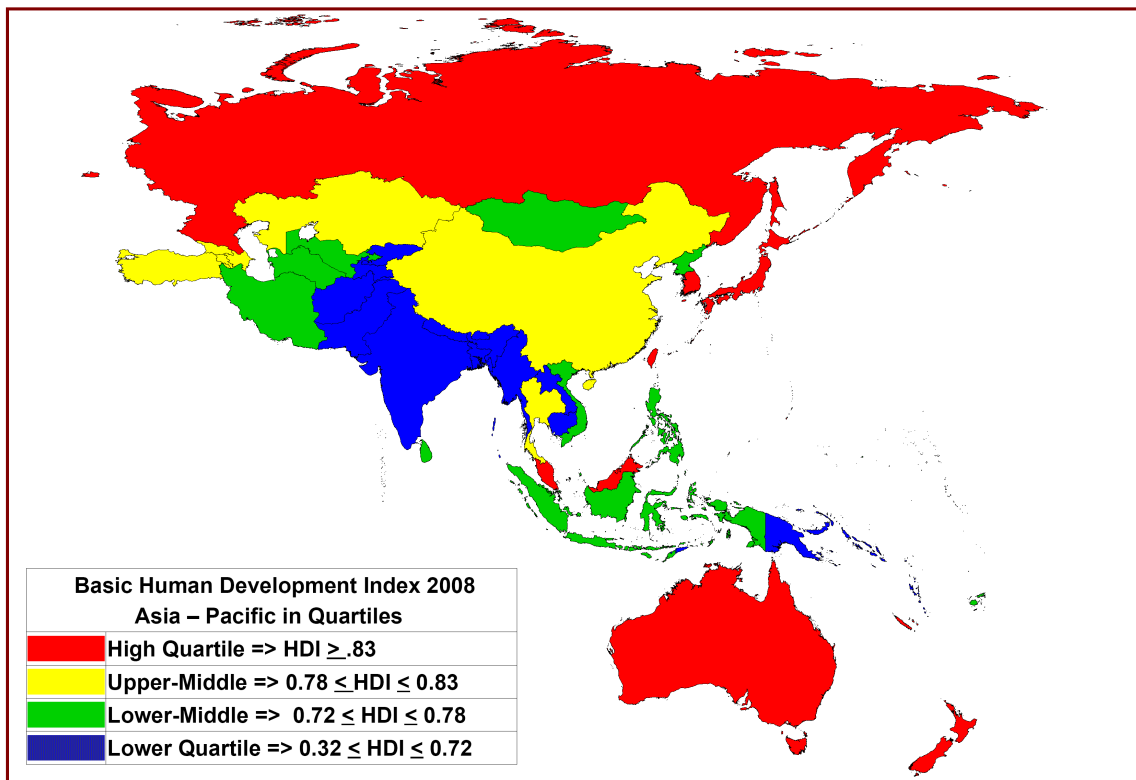 Basic Human Development Index 2008
Asia – Pacific in Quartiles
High Quartile => HDI ≥ .83
Upper-Middle => 0.78 ≤ HDI ≤ 0.83
Lower-Middle => 0.72 ≤ HDI ≤ 0.78
Lower Quartile => 0.32 ≤ HDI ≤ 0.72